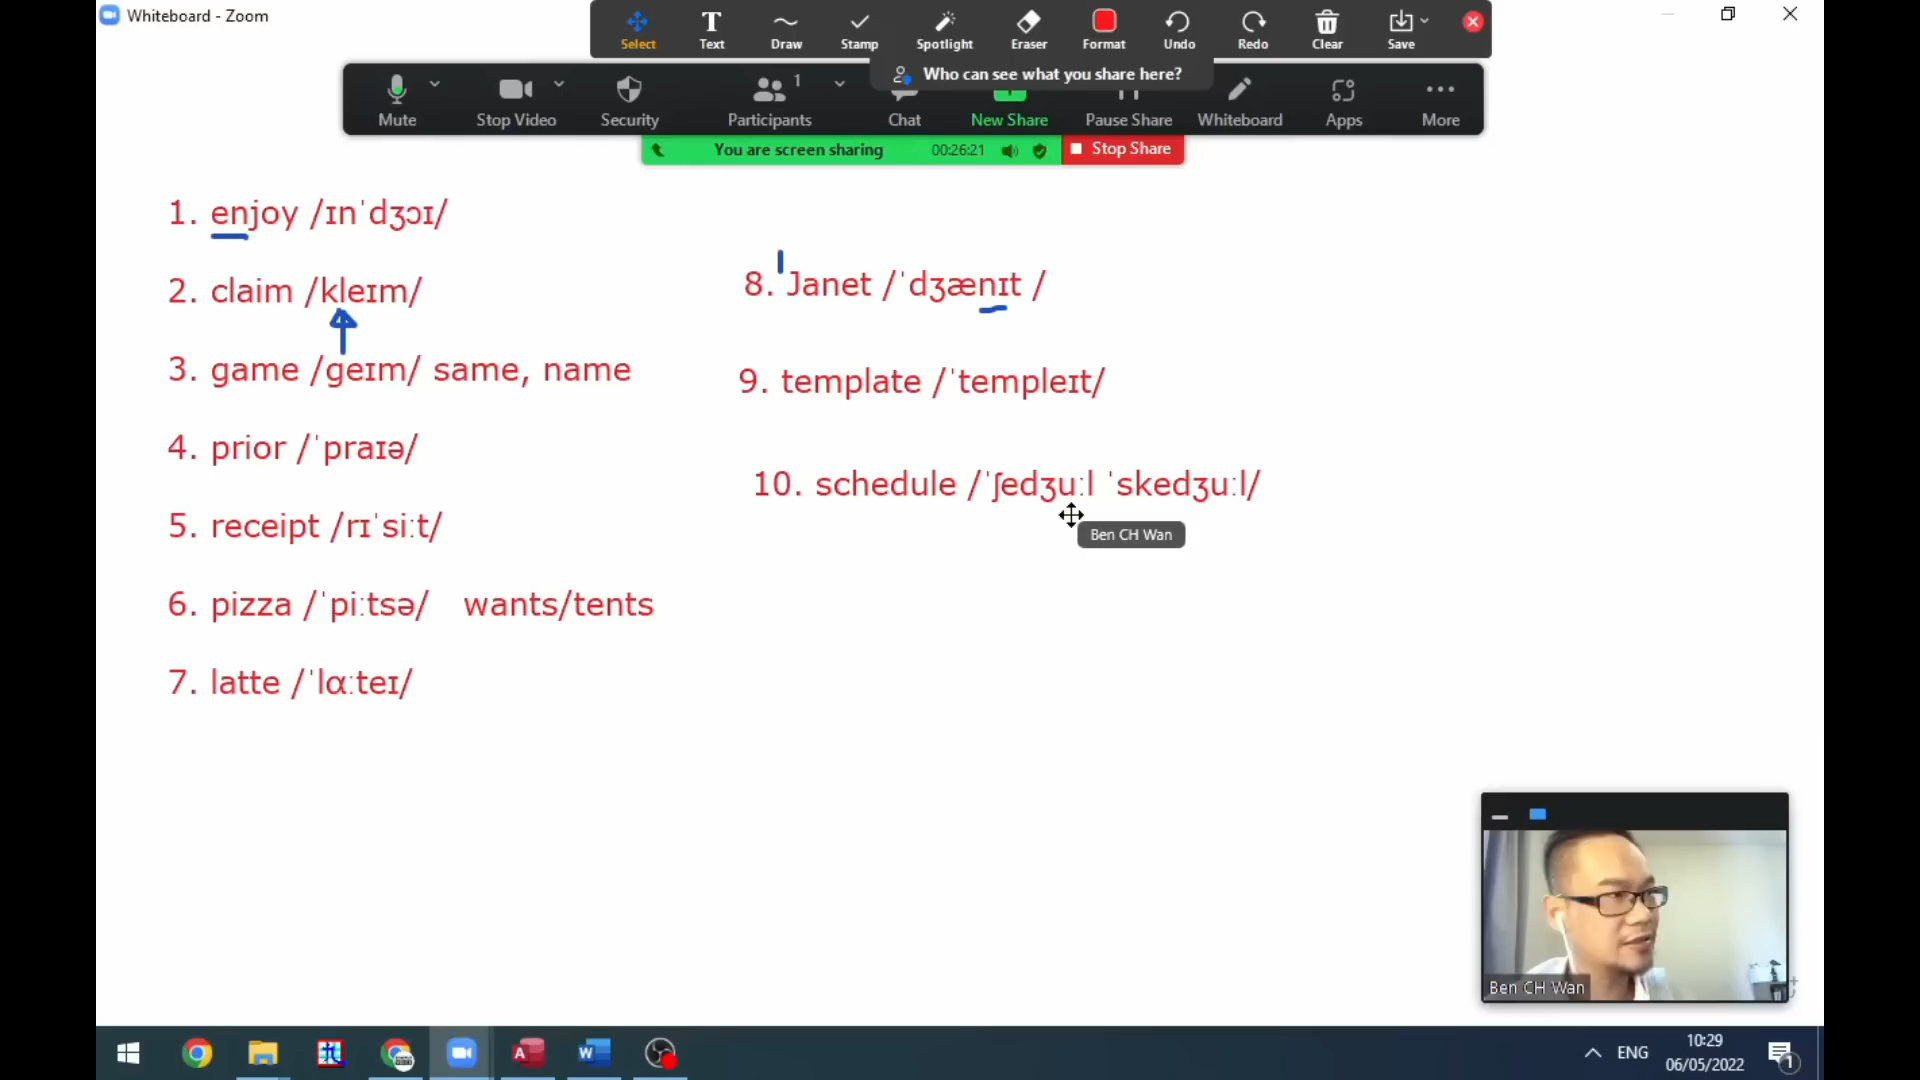 Whiteboard - Zoom
Select Text Draw Stamp Spotlight Eraser Format Undo Redo Clear Save
Who can see what you share here?
1
Mute Stop Video Security Participants Chat New Share Pause Share Whiteboard Apps More
You are screen sharing 00:26:21 Stop Share
1. enjoy /ɪnˈdʒɔɪ/
2. claim /kleɪm/
3. game /geɪm/ same, name
4. prior /ˈpraɪə/
5. receipt /rɪˈsiːt/
6. pizza /ˈpiːtsə/ wants/tents
7. latte /ˈlɑːteɪ/
8. Janet /ˈdʒænɪt /
9. template /ˈtempleɪt/
10. schedule /ˈʃedʒuːl ˈskedʒuːl/
Ben CH Wan
Ben CH Wan
ENG
10:29
06/05/2022
1